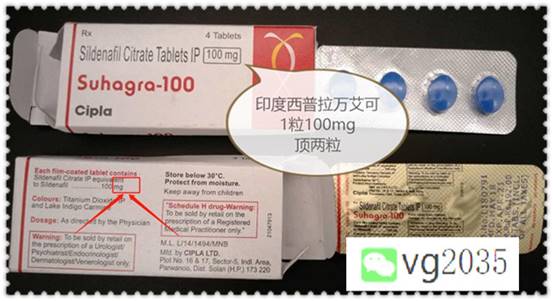 Rx
4 Tablets
Sildenafil Citrate Tablets IP 100 mg
Suhagra-100
Cipla
印度西普拉万艾可
1粒100mg
顶两粒
Each film-coated tablet contains
Sildenafil Citrate IP equivalent
to Sildenafil 100 mg
Colours: Titanium Dioxide IP
and Lake Indigo Carmine
Dosage: As directed by the Physician
Warning: To be sold by retail on
the prescription of a Urologist/
Psychiatrist/Endocrinologist/
Dermatologist/Venerologist only.
Store below 30°C.
Protect from moisture.
Keep away from children
"Schedule H drug-Warning:
To be sold by retail on the
prescription of a Registered
Medical Practitioner only."
M.L./14/1494/MNB
Mfd. by CIPLA LTD.
Plot No. 16 & 17, Sector-5, Indl. Area,
Parwanoo, Dist. Solan (H.P.) 173 220
21047913
Sildenafil Citrate Tablets IP
Suhagra-100
vg2035